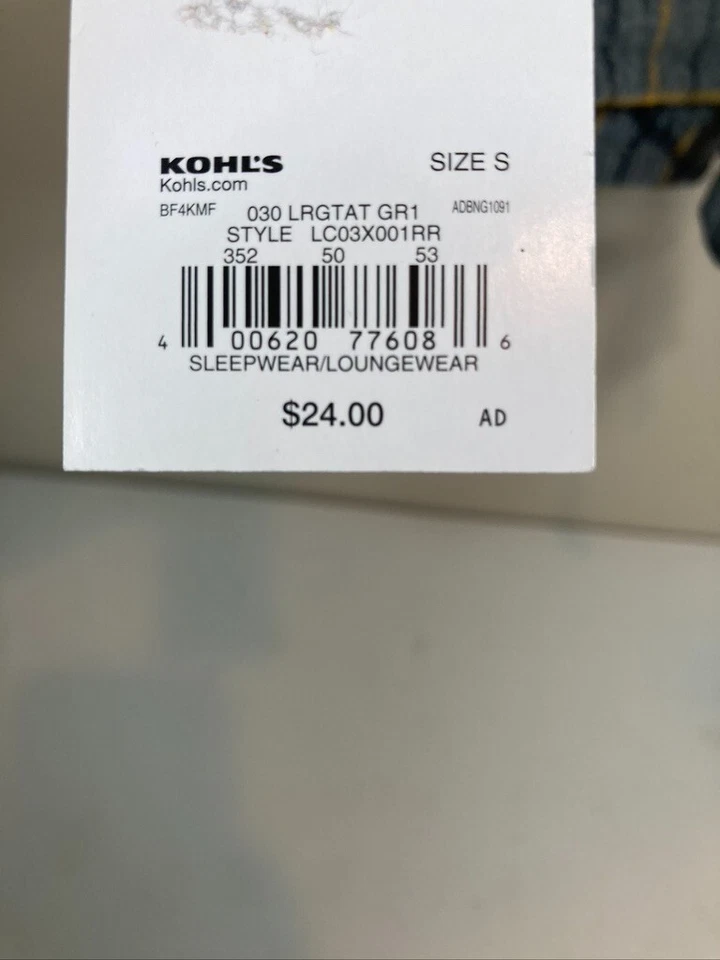 KOHL'S SIZE S
Kohls.com
BF4KMF 030 LRGTAT GR1 ADBNG1091
STYLE LC03X001RR
352 50 53
4 00620 77608 6
SLEEPWEAR/LOUNGEWEAR
$24.00 AD